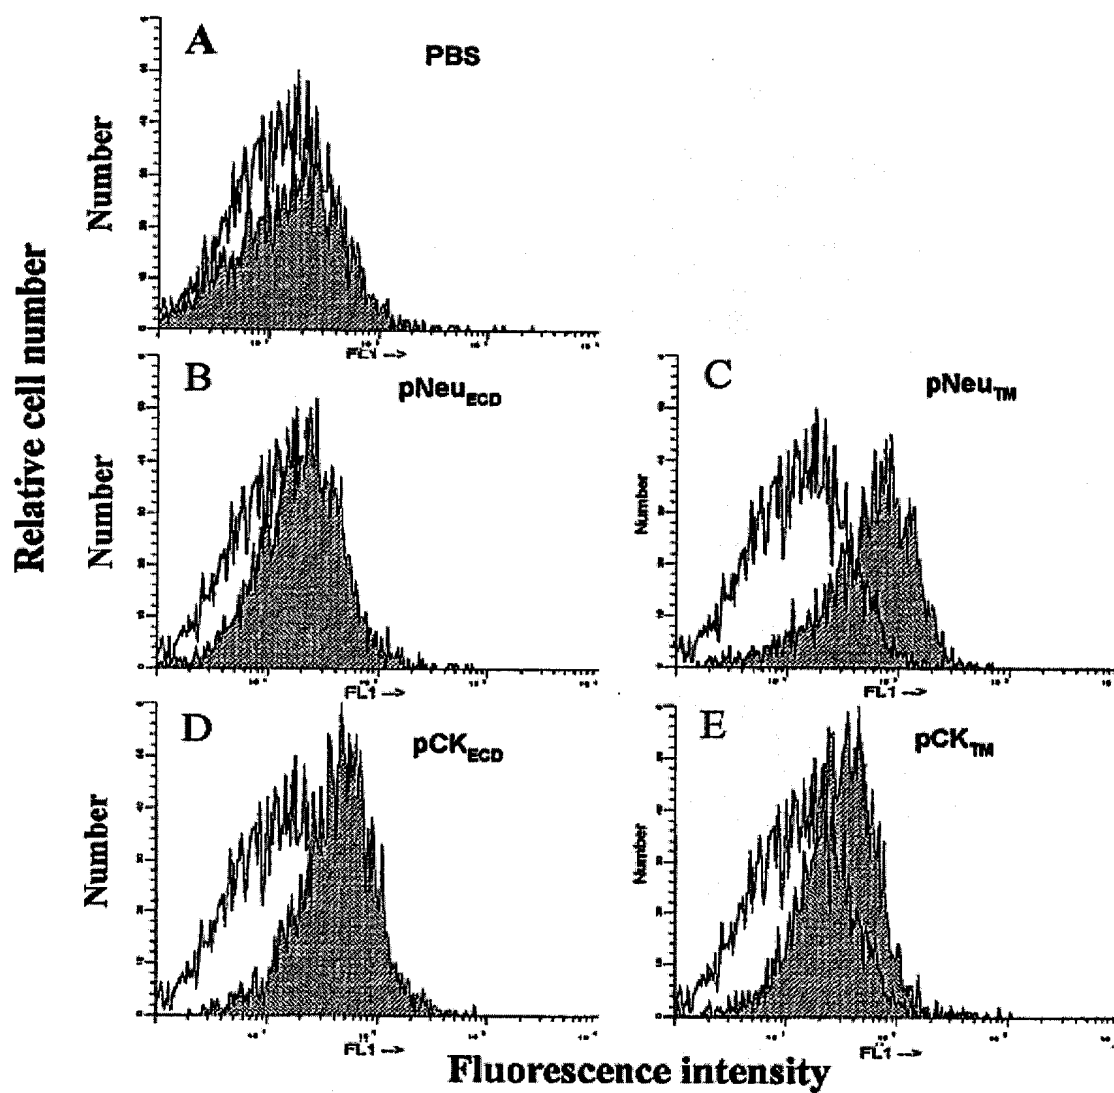 A
PBS
Number
FL1 -->
Relative cell number
B
pNeuECD
Number
FL1 -->
C
pNeuTM
Number
FL1 -->
D
pCKECD
Number
FL1 -->
E
pCKTM
Number
FL1 -->
Fluorescence intensity